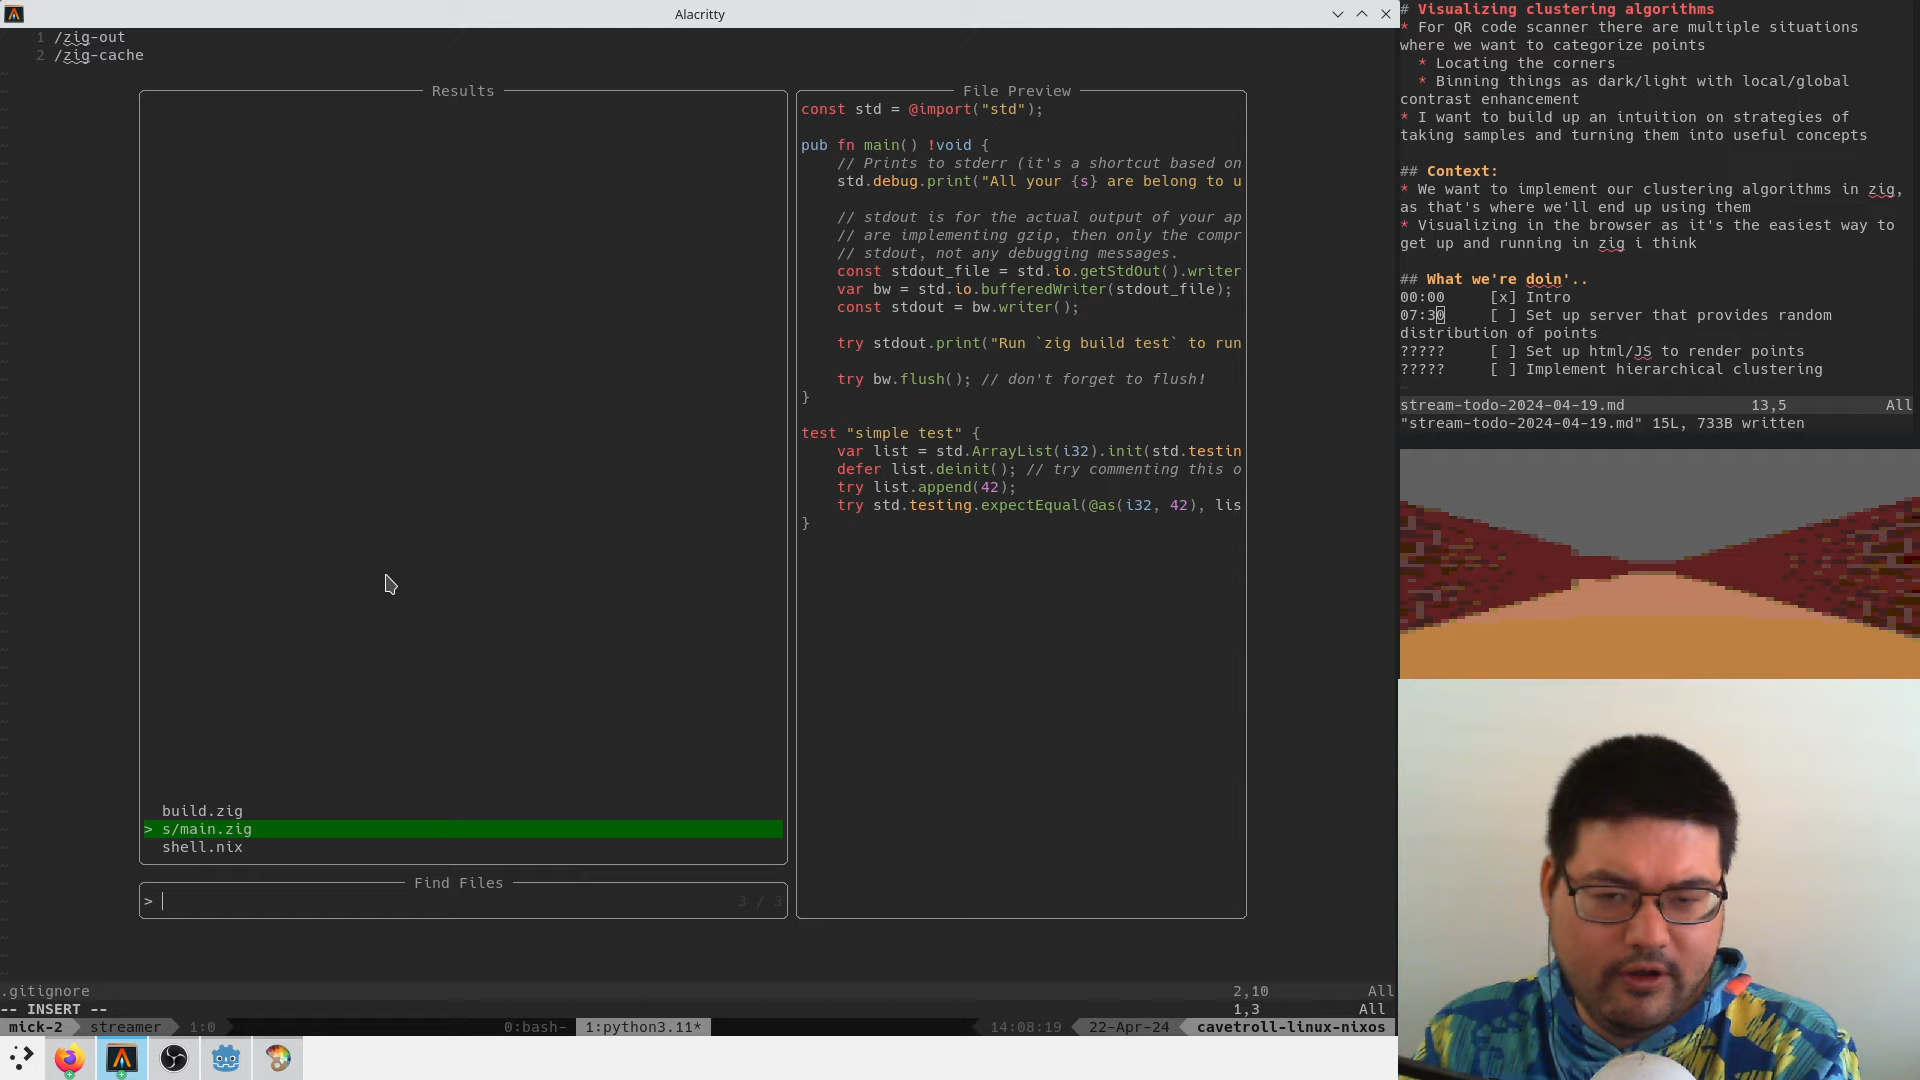 Alacritty
1 /zig-out
2 /zig-cache
Results
build.zig
> s/main.zig
shell.nix
Find Files
> 3 / 3
File Preview
const std = @import("std");
pub fn main() !void {
// Prints to stderr (it's a shortcut based on
std.debug.print("All your {s} are belong to u
// stdout is for the actual output of your ap
// are implementing gzip, then only the compr
// stdout, not any debugging messages.
const stdout_file = std.io.getStdOut().writer
var bw = std.io.bufferedWriter(stdout_file);
const stdout = bw.writer();
try stdout.print("Run `zig build test` to run
try bw.flush(); // don't forget to flush!
}
test "simple test" {
var list = std.ArrayList(i32).init(std.testin
defer list.deinit(); // try commenting this o
try list.append(42);
try std.testing.expectEqual(@as(i32, 42), lis
}
.gitignore 2,10 All
-- INSERT -- 1,3 All
mick-2 streamer 1:0 0:bash- 1:python3.11* 14:08:19 22-Apr-24 cavetroll-linux-nixos
# Visualizing clustering algorithms
* For QR code scanner there are multiple situations
where we want to categorize points
* Locating the corners
* Binning things as dark/light with local/global
contrast enhancement
* I want to build up an intuition on strategies of
taking samples and turning them into useful concepts
## Context:
* We want to implement our clustering algorithms in zig,
as that's where we'll end up using them
* Visualizing in the browser as it's the easiest way to
get up and running in zig i think
## What we're doin'..
00:00 [x] Intro
07:30 [ ] Set up server that provides random
distribution of points
????? [ ] Set up html/JS to render points
????? [ ] Implement hierarchical clustering
stream-todo-2024-04-19.md 13,5 All
"stream-todo-2024-04-19.md" 15L, 733B written